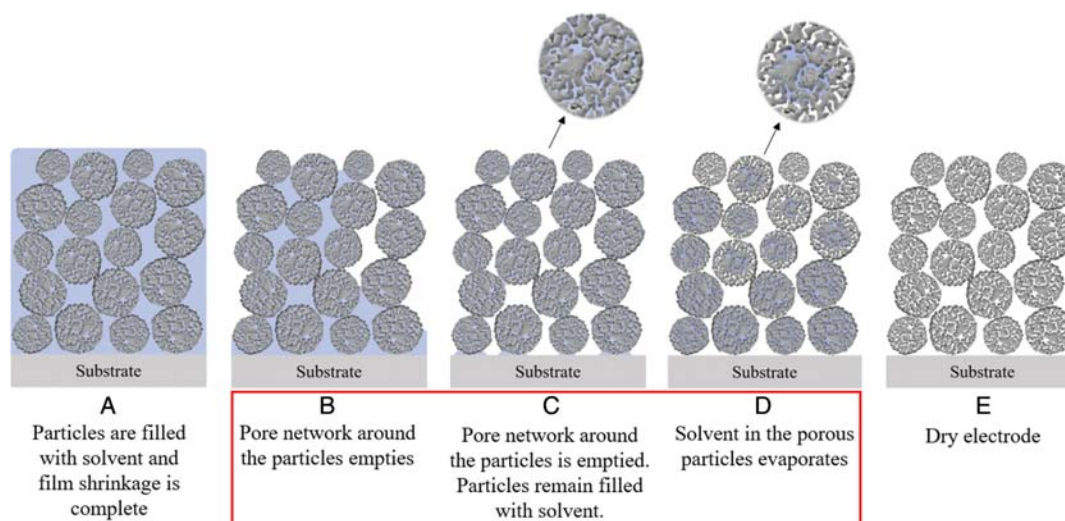 Substrate
Substrate
Substrate
Substrate
Substrate
A
Particles are filled
with solvent and
film shrinkage is
complete
B
Pore network around
the particles empties
C
Pore network around
the particles is emptied.
Particles remain filled
with solvent.
D
Solvent in the porous
particles evaporates
E
Dry electrode